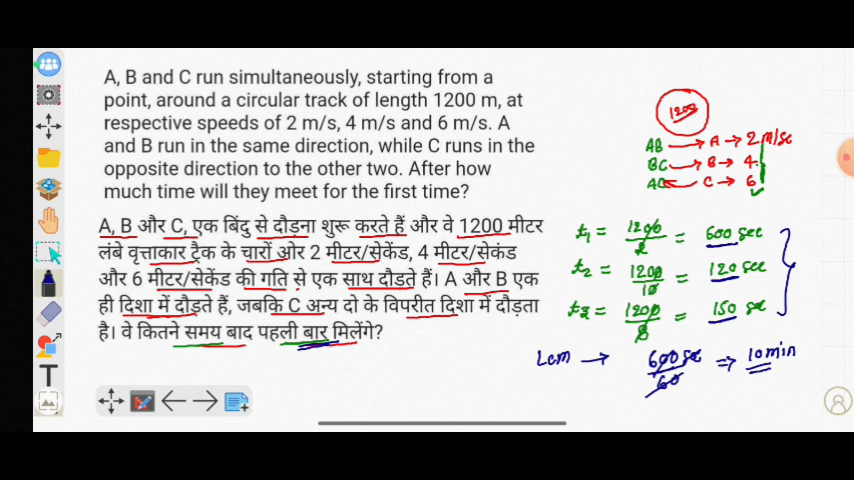 A, B and C run simultaneously, starting from a
point, around a circular track of length 1200 m, at
respective speeds of 2 m/s, 4 m/s and 6 m/s. A
and B run in the same direction, while C runs in the
opposite direction to the other two. After how
much time will they meet for the first time?
A, B और C, एक बिंदु से दौड़ना शुरू करते हैं और वे 1200 मीटर
लंबे वृत्ताकार ट्रैक के चारों ओर 2 मीटर/सेकेंड, 4 मीटर/सेकंड
और 6 मीटर/सेकेंड की गति से एक साथ दौडते हैं। A और B एक
ही दिशा में दौड़ते हैं, जबकि C अन्य दो के विपरीत दिशा में दौड़ता
है। वे कितने समय बाद पहली बार मिलेंगे?
1200
AB → A → 2 m/sc
BC → B → 4
AC C → 6
t₁ = 1200/2 = 600 sec
t₂ = 1200/10 = 120 sec
t₃ = 1200/8 = 150 sec
Lcm → 600 sec/60 ⇒ 10 min
T